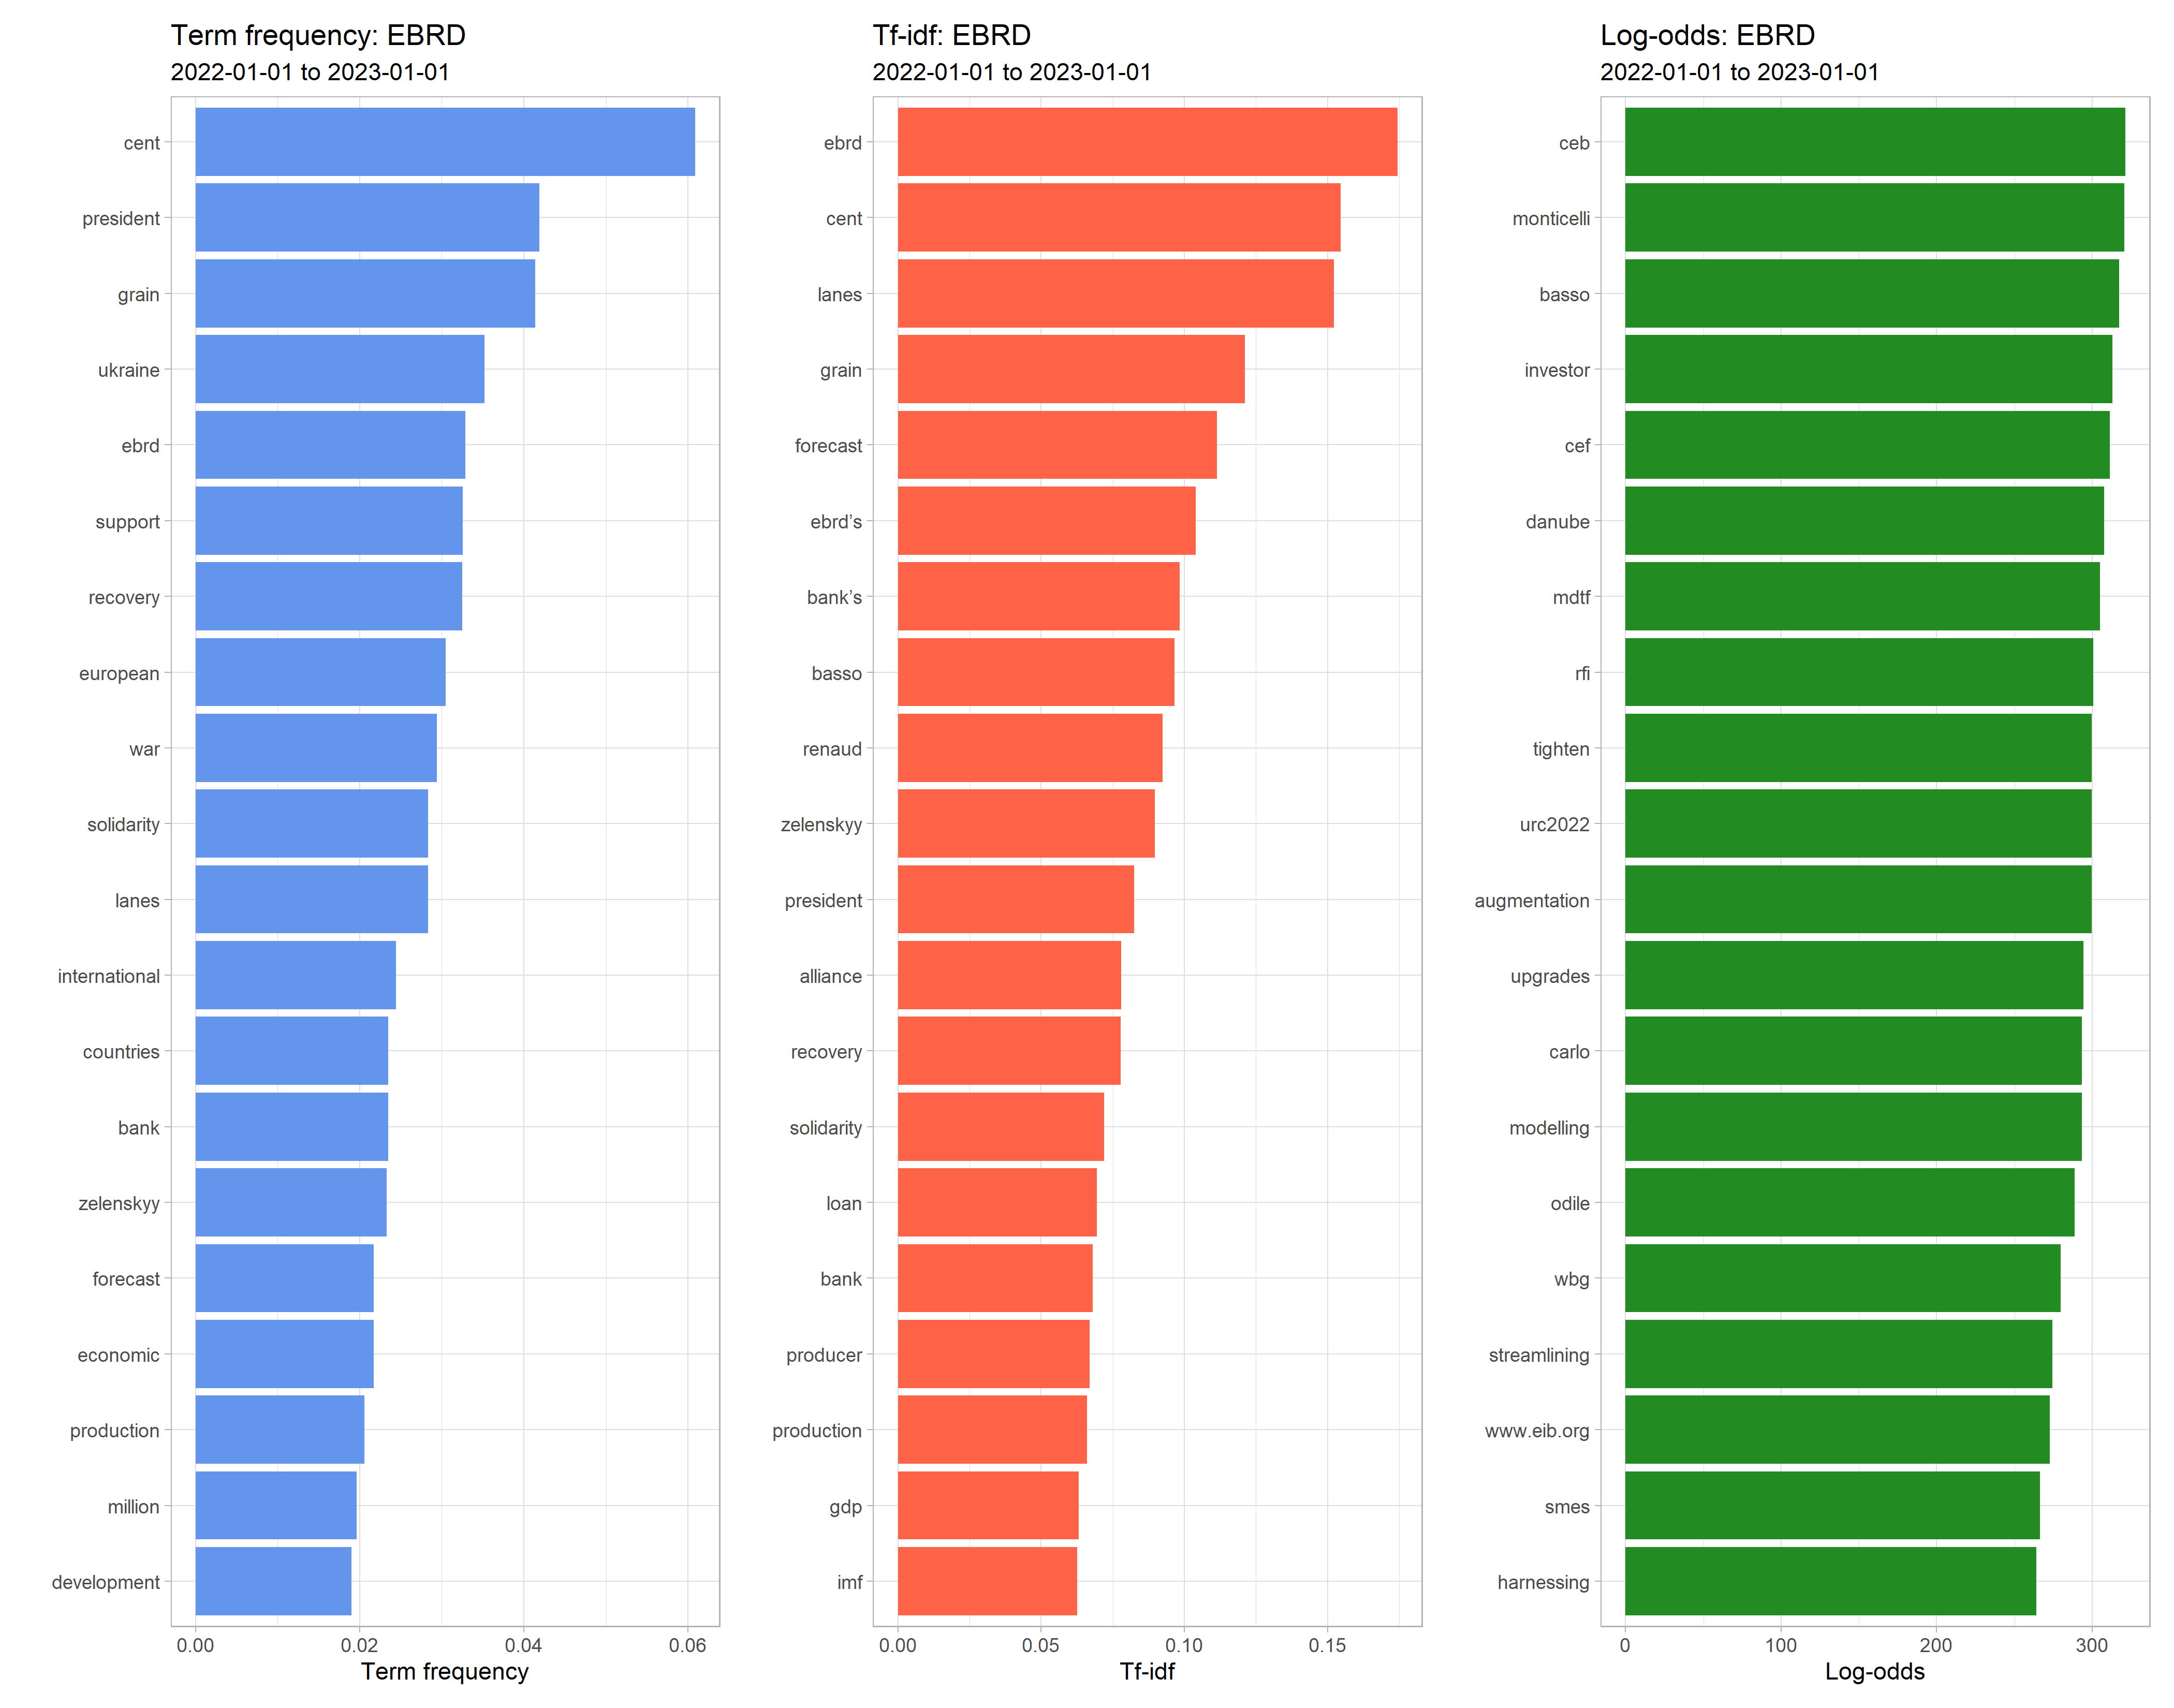 Term frequency: EBRD
2022-01-01 to 2023-01-01
cent
president
grain
ukraine
ebrd
support
recovery
european
war
solidarity
lanes
international
countries
bank
zelenskyy
forecast
economic
production
million
development
0.00 0.02 0.04 0.06
Term frequency
Tf-idf: EBRD
2022-01-01 to 2023-01-01
ebrd
cent
lanes
grain
forecast
ebrd’s
bank’s
basso
renaud
zelenskyy
president
alliance
recovery
solidarity
loan
bank
producer
production
gdp
imf
0.00 0.05 0.10 0.15
Tf-idf
Log-odds: EBRD
2022-01-01 to 2023-01-01
ceb
monticelli
basso
investor
cef
danube
mdtf
rfi
tighten
urc2022
augmentation
upgrades
carlo
modelling
odile
wbg
streamlining
www.eib.org
smes
harnessing
0 100 200 300
Log-odds